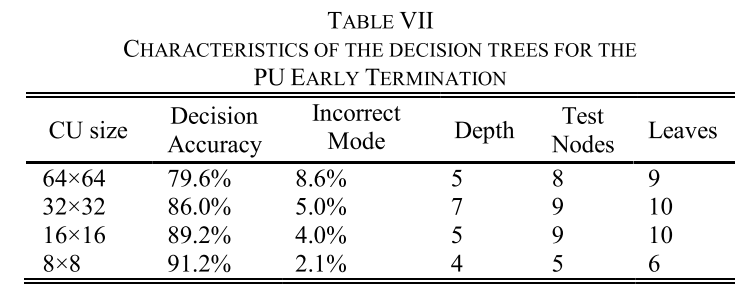 TABLE VII
CHARACTERISTICS OF THE DECISION TREES FOR THE
PU EARLY TERMINATION
CU size Decision Accuracy Incorrect Mode Depth Test Nodes Leaves
64×64 79.6% 8.6% 5 8 9
32×32 86.0% 5.0% 7 9 10
16×16 89.2% 4.0% 5 9 10
8×8 91.2% 2.1% 4 5 6